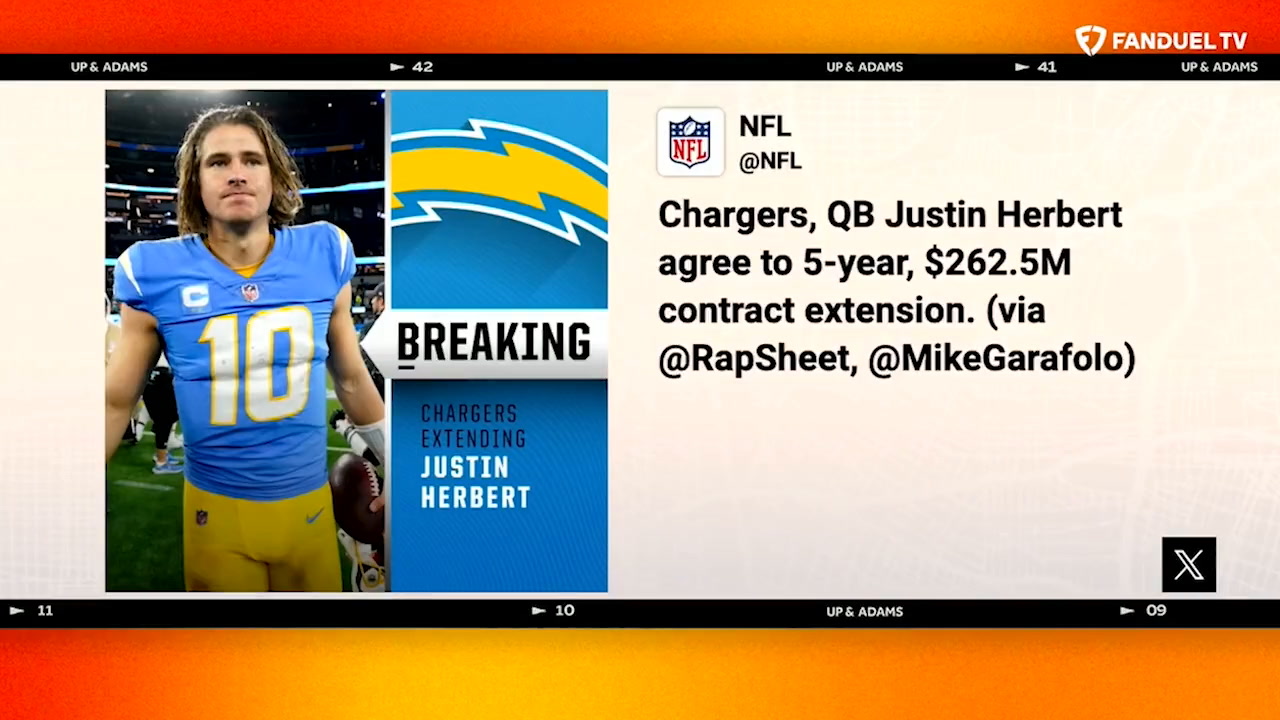 FANDUEL TV
UP & ADAMS
42
UP & ADAMS
41
UP & ADAMS
NFL
NFL
@NFL
Chargers, QB Justin Herbert
agree to 5-year, $262.5M
contract extension. (via
@RapSheet, @MikeGarafolo)
C
10
BREAKING
CHARGERS
EXTENDING
JUSTIN
HERBERT
X
11
10
UP & ADAMS
09